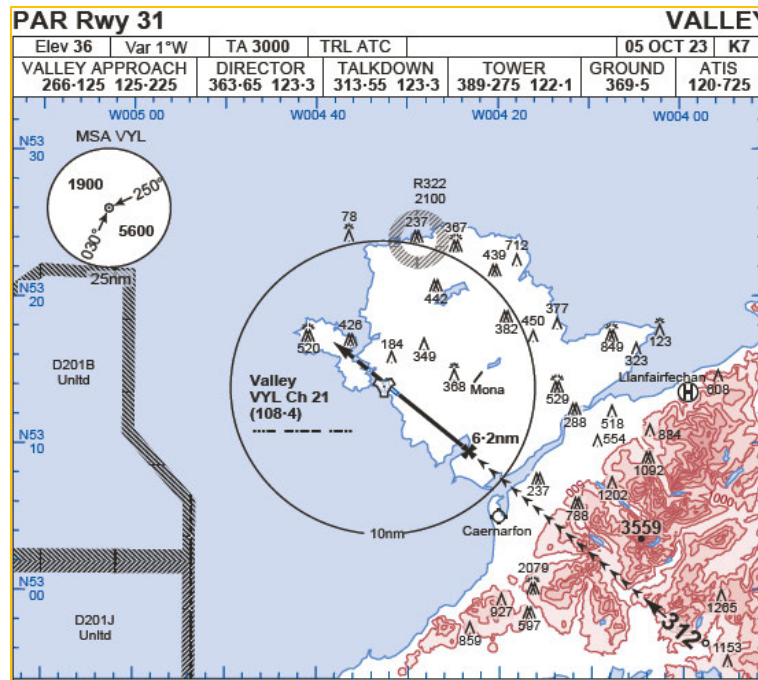 PAR Rwy 31 VALLEY
Elev 36 Var 1°W TA 3000 TRL ATC 05 OCT 23 K7
VALLEY APPROACH DIRECTOR TALKDOWN TOWER GROUND ATIS
266·125 125·225 363·65 123·3 313·55 123·3 389·275 122·1 369·5 120·725
W005 00 W004 40 W004 20 W004 00
N53
30
MSA VYL
1900
250°
030°
5600
25nm
R322
2100
78
237
367
439
712
N53
20
442
426
520
184
349
382
450
377
849
323
123
D201B
Unltd
Valley
VYL Ch 21
(108·4)
368
Mona
529
288
Llanfairfechan
H
608
518
554
884
N53
10
6·2nm
1092
1202
237
788
10nm
Caernarfon
3559
N53
00
2079
927
597
859
312°
1265
1153
D201J
Unltd